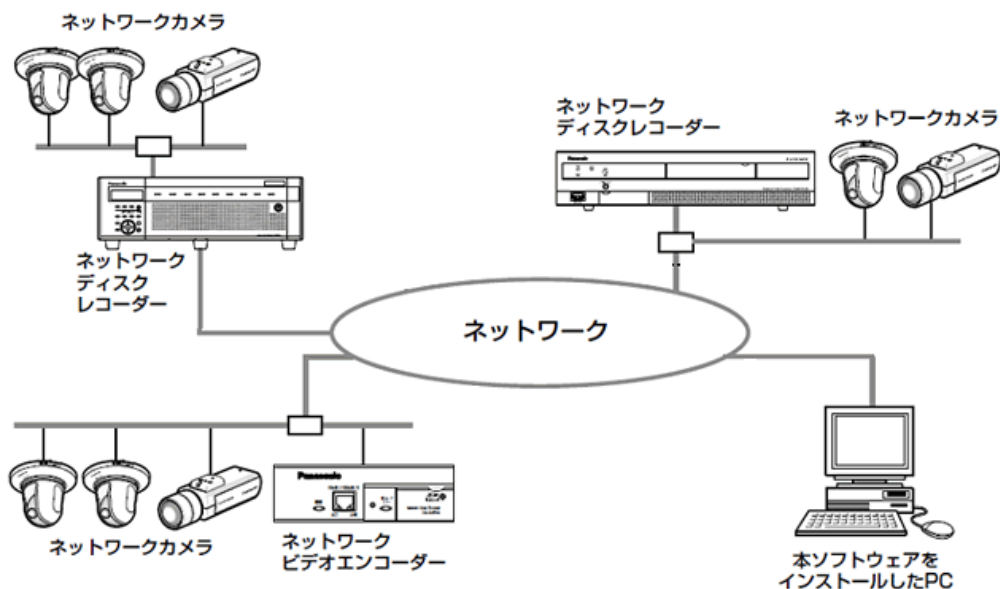 ネットワークカメラ
ネットワーク
ディスクレコーダー
ネットワークカメラ
Panasonic
Panasonic
ネットワーク
ディスク
レコーダー
ネットワーク
Panasonic
ネットワークカメラ
ネットワーク
ビデオエンコーダー
本ソフトウェアを
インストールしたPC